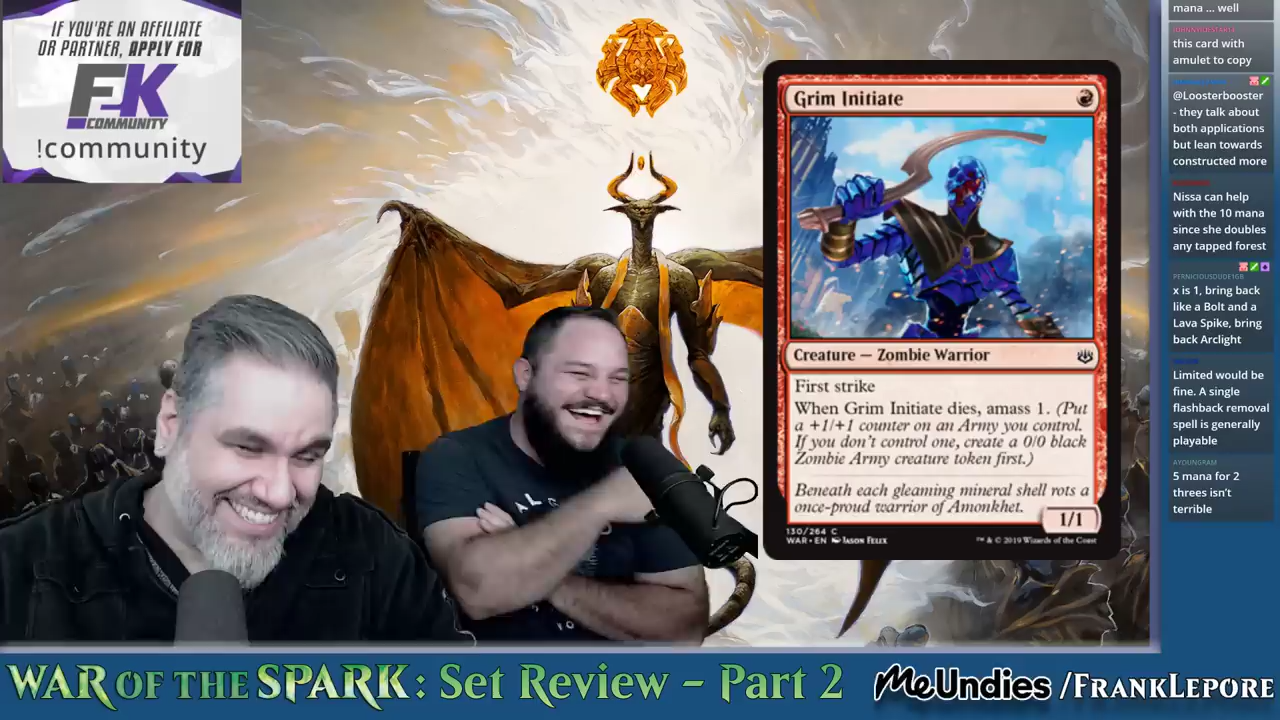 IF YOU'RE AN AFFILIATE
OR PARTNER, APPLY FOR
COMMUNITY
!community
Grim Initiate
Creature — Zombie Warrior
First strike
When Grim Initiate dies, amass 1. (Put
a +1/+1 counter on an Army you control.
If you don't control one, create a 0/0 black
Zombie Army creature token first.)
Beneath each gleaming mineral shell rots a
once-proud warrior of Amonkhet.
1/1
130/264 C
WAR • EN JASON FELIX
™ & © 2019 Wizards of the Coast
mana ... well
this card with
amulet to copy
@Loosterbooster
- they talk about
both applications
but lean towards
constructed more
Nissa can help
with the 10 mana
since she doubles
any tapped forest
PERNICIOUSDUDE168
x is 1, bring back
like a Bolt and a
Lava Spike, bring
back Arclight
Limited would be
fine. A single
flashback removal
spell is generally
playable
AYOUNGRAM
5 mana for 2
threes isn't
terrible
WAR OF THE SPARK: Set Review - Part 2
MeUndies /FRANKLEPORE